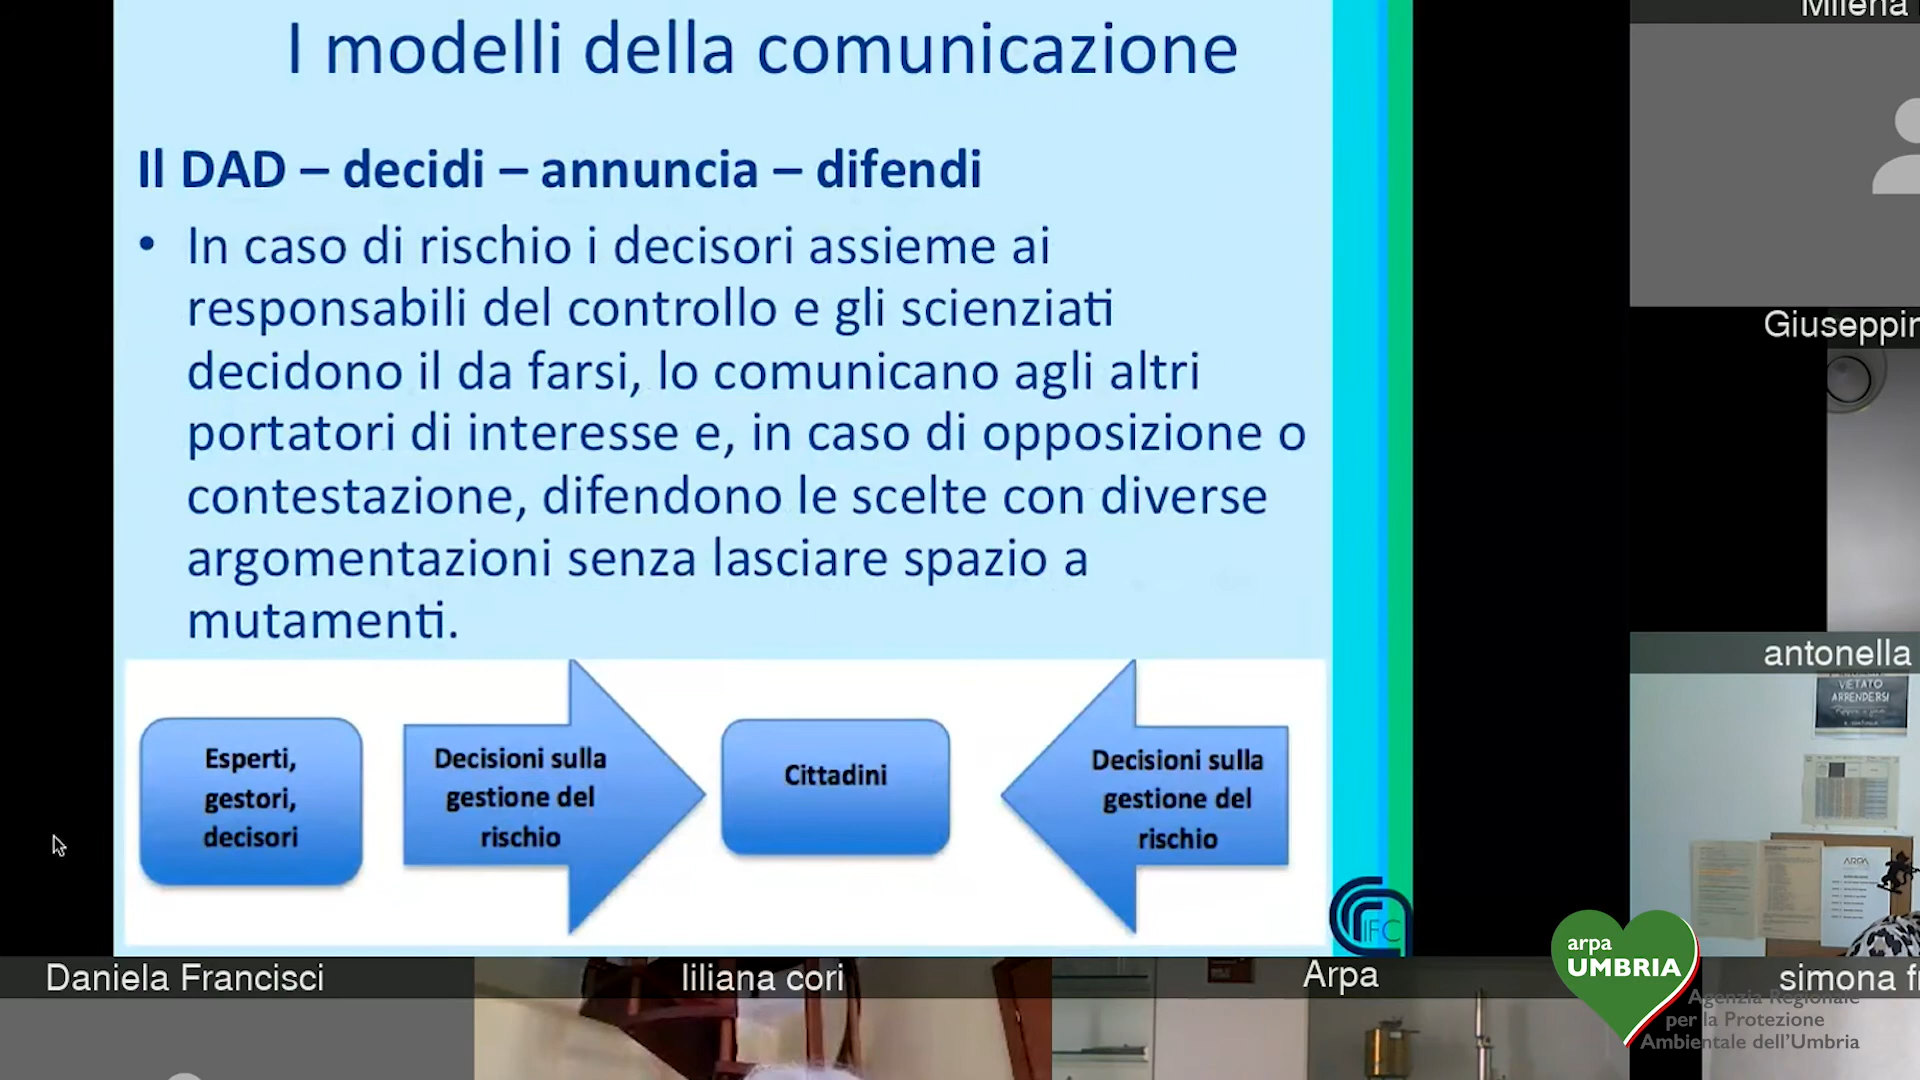 I modelli della comunicazione
Il DAD – decidi – annuncia – difendi
• In caso di rischio i decisori assieme ai
responsabili del controllo e gli scienziati
decidono il da farsi, lo comunicano agli altri
portatori di interesse e, in caso di opposizione o
contestazione, difendono le scelte con diverse
argomentazioni senza lasciare spazio a
mutamenti.
Esperti,
gestori,
decisori
Decisioni sulla
gestione del
rischio
Cittadini
Decisioni sulla
gestione del
rischio
IFC
Milena
Giuseppin
antonella
VIETATO
ARRENDERSI
ARPA
Daniela Francisci
liliana cori
Arpa
simona f
arpa
UMBRIA
Agenzia Regionale
per la Protezione
Ambientale dell'Umbria